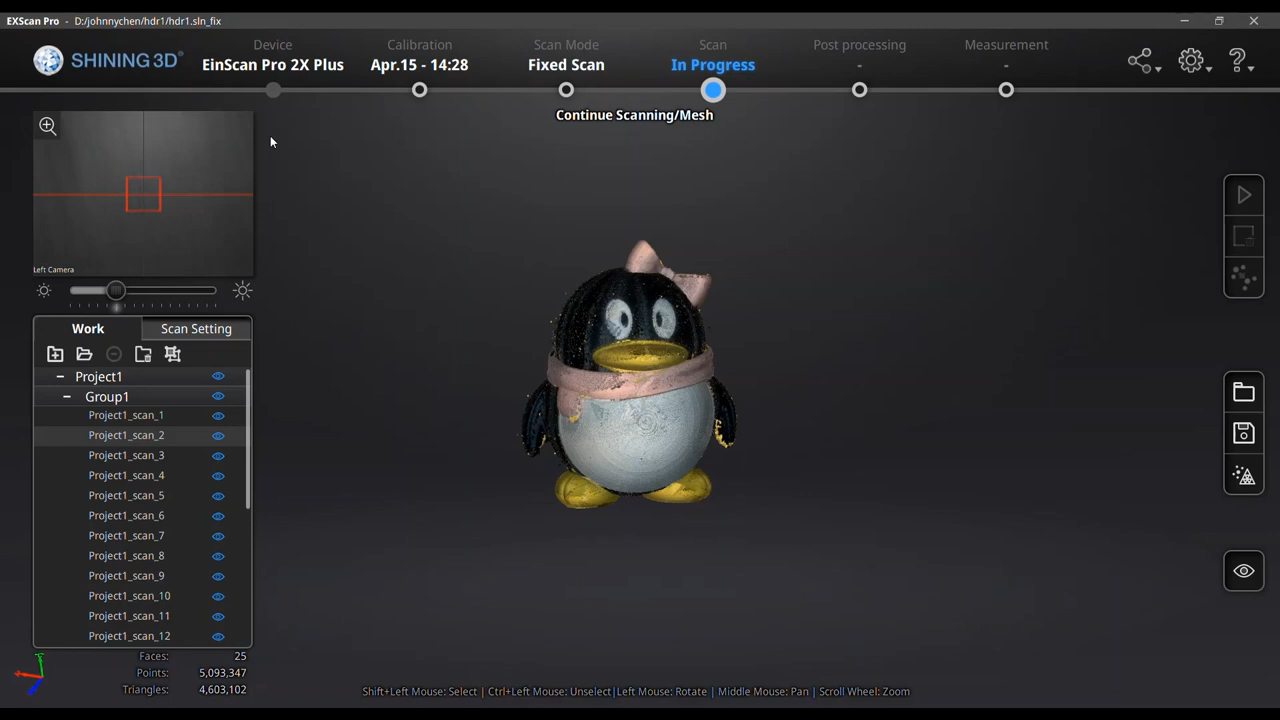 EXScan Pro - D:/johnnychen/hdr1/hdr1.sln_fix
SHINING 3D®
Device
EinScan Pro 2X Plus
Calibration
Apr.15 - 14:28
Scan Mode
Fixed Scan
Scan
In Progress
Post processing
-
Measurement
-
Continue Scanning/Mesh
Left Camera
Work
Scan Setting
Project1
Group1
Project1_scan_1
Project1_scan_2
Project1_scan_3
Project1_scan_4
Project1_scan_5
Project1_scan_6
Project1_scan_7
Project1_scan_8
Project1_scan_9
Project1_scan_10
Project1_scan_11
Project1_scan_12
Faces: 25
Points: 5,093,347
Triangles: 4,603,102
Shift+Left Mouse: Select | Ctrl+Left Mouse: Unselect|Left Mouse: Rotate | Middle Mouse: Pan | Scroll Wheel: Zoom